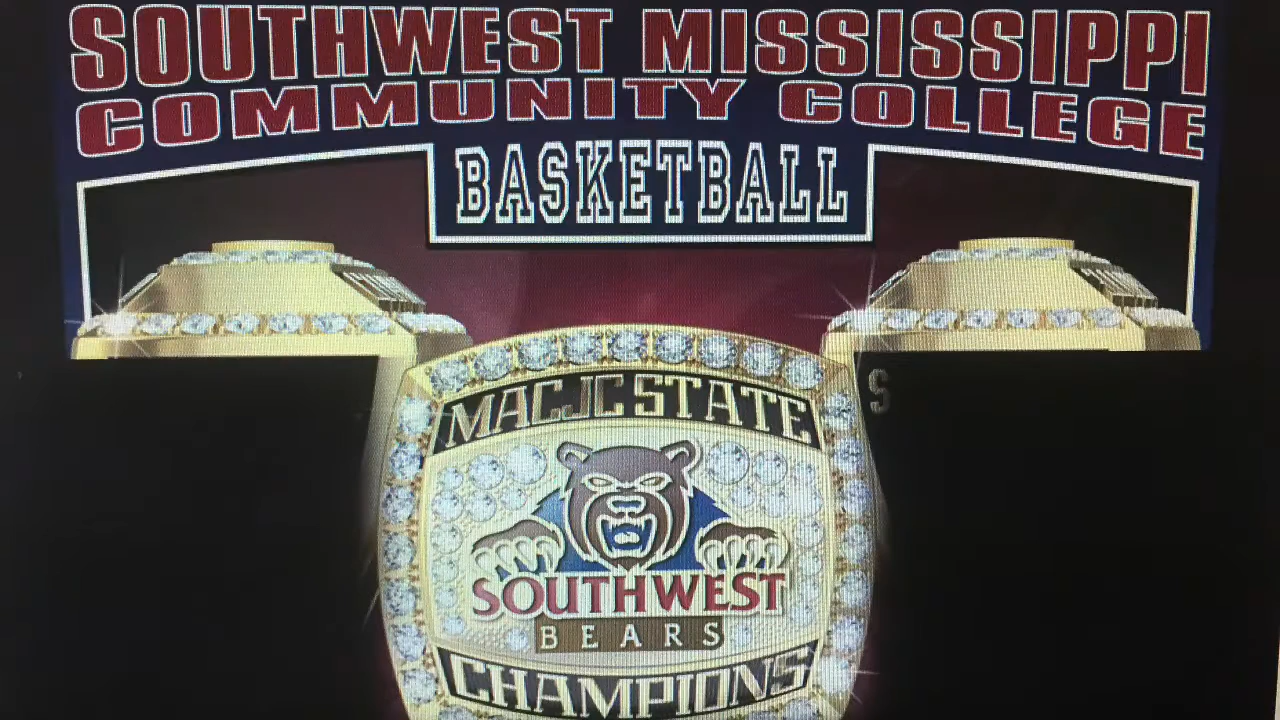 SOUTHWEST MISSISSIPPI
COMMUNITY COLLEGE
BASKETBALL
S
MACJC STATE
SOUTHWEST
BEARS
CHAMPIONS